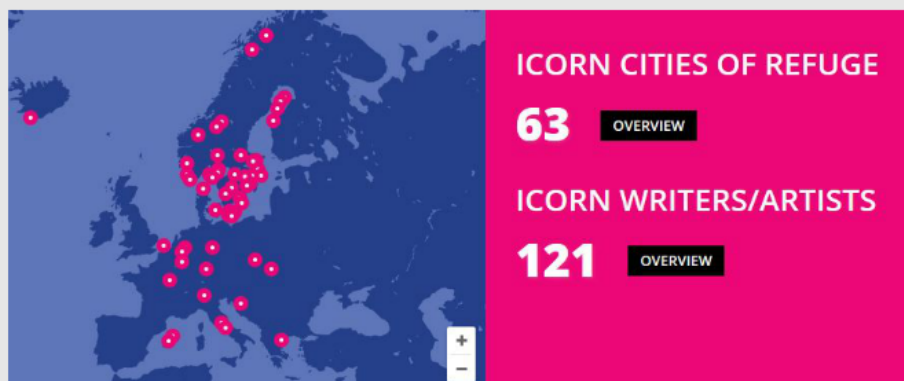 ICORN CITIES OF REFUGE
63 OVERVIEW
ICORN WRITERS/ARTISTS
121 OVERVIEW
+
−